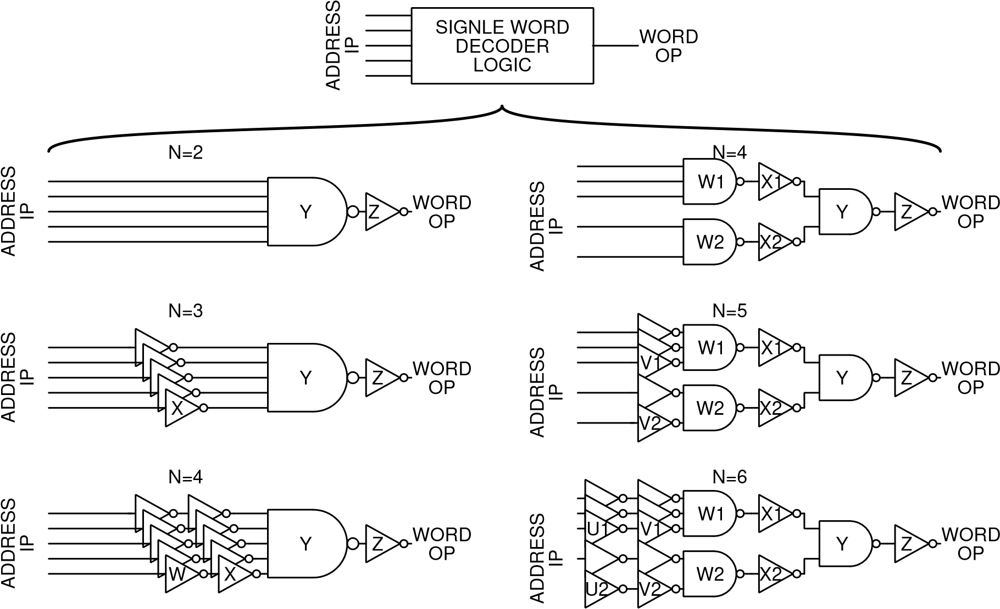 ADDRESS
IP
SIGNLE WORD
DECODER
LOGIC
WORD
OP
N=2
ADDRESS
IP
Y
Z
WORD
OP
N=4
ADDRESS
IP
W1
X1
W2
X2
Y
Z
WORD
OP
N=3
ADDRESS
IP
X
Y
Z
WORD
OP
N=5
ADDRESS
IP
V1
W1
X1
V2
W2
X2
Y
Z
WORD
OP
N=4
ADDRESS
IP
W
X
Y
Z
WORD
OP
N=6
ADDRESS
IP
U1
V1
W1
X1
U2
V2
W2
X2
Y
Z
WORD
OP